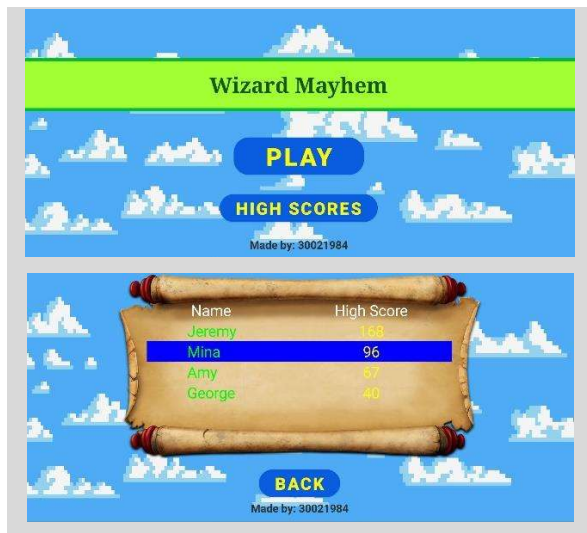 Wizard Mayhem
PLAY
HIGH SCORES
Made by: 30021984
Name High Score
Jeremy 168
Mina 96
Amy 67
George 40
BACK
Made by: 30021984